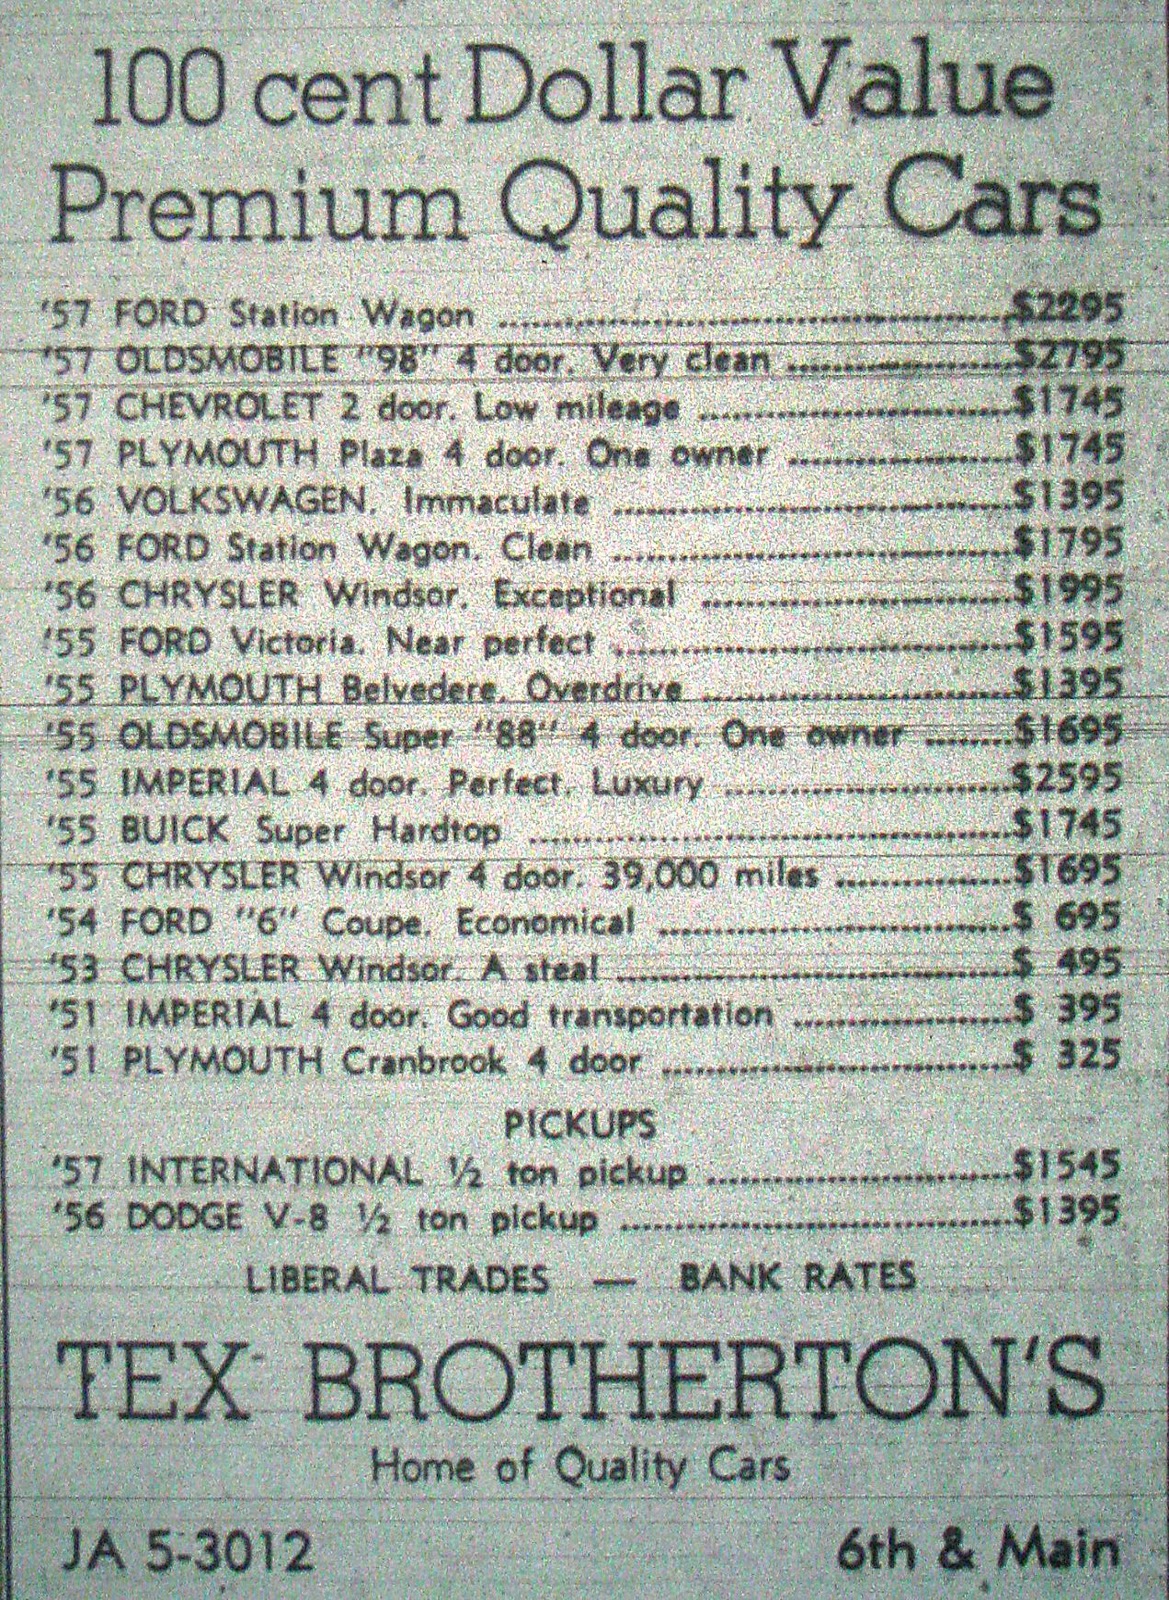 100 cent Dollar Value
Premium Quality Cars
'57 FORD Station Wagon ........ $2295
'57 OLDSMOBILE "98" 4 door. Very clean ........ $2795
'57 CHEVROLET 2 door. Low mileage ........ $1745
'57 PLYMOUTH Plaza 4 door. One owner ........ $1745
'56 VOLKSWAGEN. Immaculate ........ $1395
'56 FORD Station Wagon. Clean ........ $1795
'56 CHRYSLER Windsor. Exceptional ........ $1995
'55 FORD Victoria. Near perfect ........ $1595
'55 PLYMOUTH Belvedere. Overdrive ........ $1395
'55 OLDSMOBILE Super "88" 4 door. One owner ........ $1695
'55 IMPERIAL 4 door. Perfect. Luxury ........ $2595
'55 BUICK Super Hardtop ........ $1745
'55 CHRYSLER Windsor 4 door. 39,000 miles ........ $1695
'54 FORD "6" Coupe. Economical ........ $ 695
'53 CHRYSLER Windsor. A steal ........ $ 495
'51 IMPERIAL 4 door. Good transportation ........ $ 395
'51 PLYMOUTH Cranbrook 4 door ........ $ 325
PICKUPS
'57 INTERNATIONAL ½ ton pickup ........ $1545
'56 DODGE V-8 ½ ton pickup ........ $1395
LIBERAL TRADES — BANK RATES
TEX BROTHERTON'S
Home of Quality Cars
JA 5-3012 6th & Main